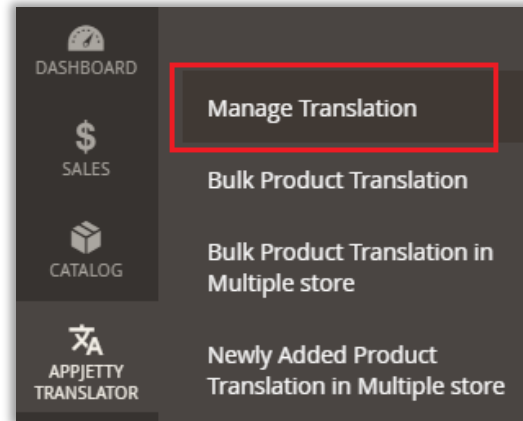 DASHBOARD
$
SALES
CATALOG
APPJETTY
TRANSLATOR
Manage Translation
Bulk Product Translation
Bulk Product Translation in
Multiple store
Newly Added Product
Translation in Multiple store